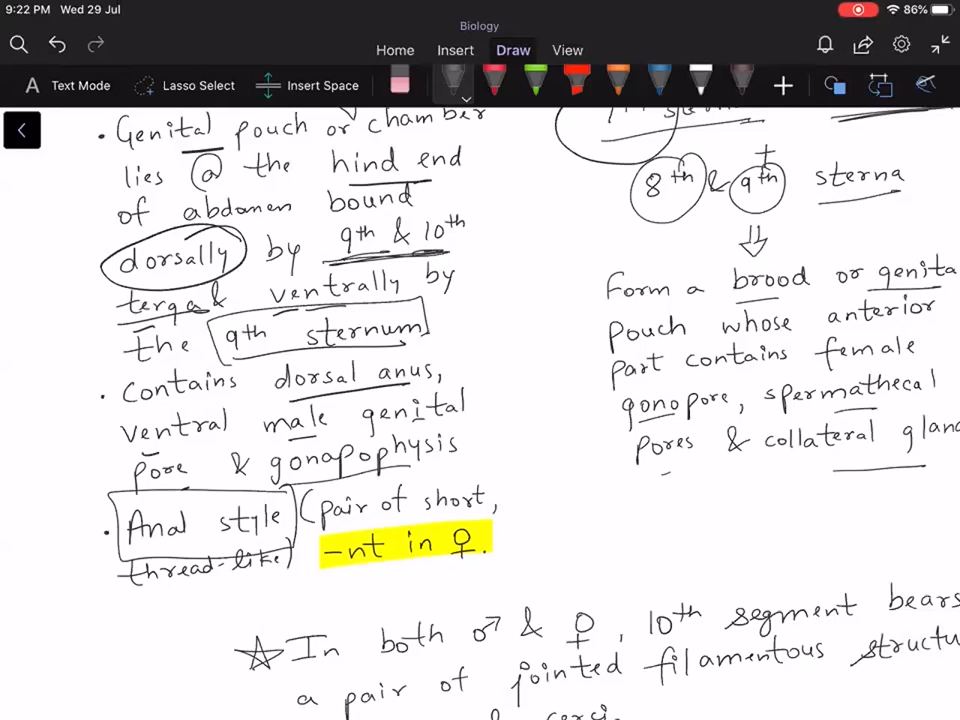 9:22 PM Wed 29 Jul
86%
Biology
Home Insert Draw View
Text Mode Lasso Select Insert Space
• Genital pouch or chamber
lies @ the hind end
of abdomen bound
dorsally by 9th & 10th
terga & ventrally by
the 9th sternum
• contains dorsal anus,
ventral male genital
pore & gonapophysis
• Anal style (pair of short,
thread-like) -nt in ♀.
8th & 9th sterna
⇓
Form a brood or genita
pouch whose anterior
part contains female
gonopore, spermathecal
pores & collateral gland
☆ In both ♂ & ♀, 10th segment bears
a pair of jointed filamentous structu
cerci